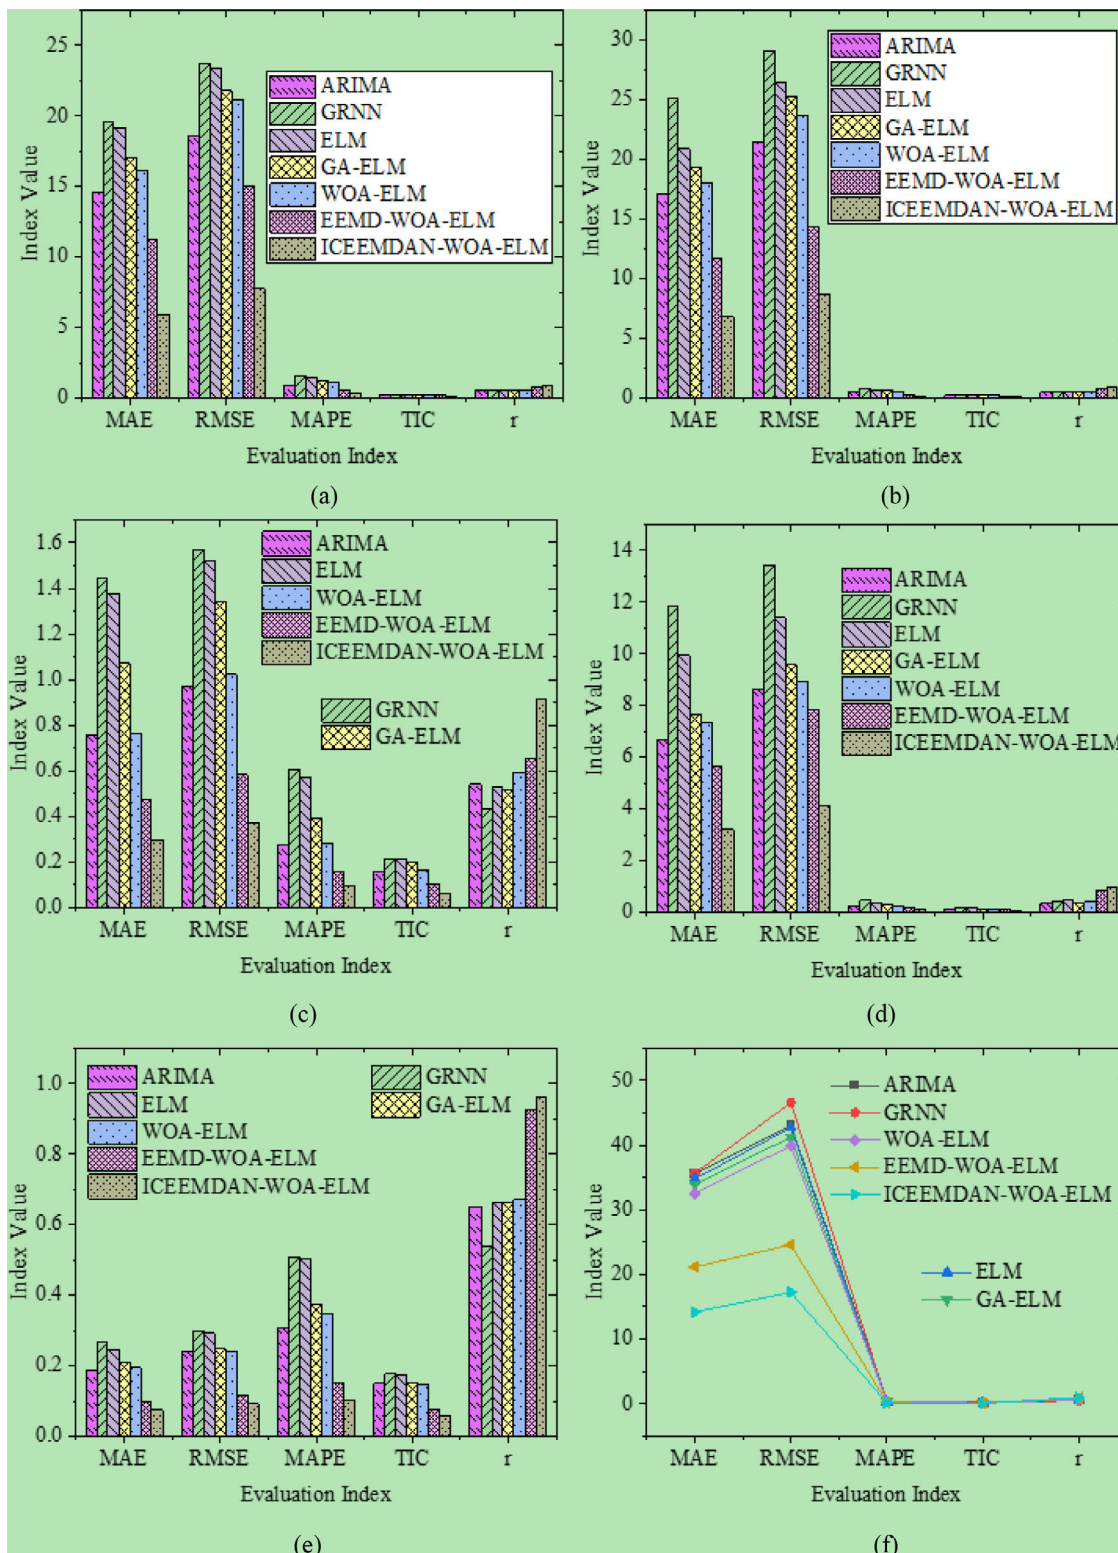 25
20
15
10
5
0
Index Value
ARIMA
GRNN
ELM
GA-ELM
WOA-ELM
EEMD-WOA-ELM
ICEEMDAN-WOA-ELM
MAE RMSE MAPE TIC r
Evaluation Index
(a)
30
25
20
15
10
5
0
Index Value
ARIMA
GRNN
ELM
GA-ELM
WOA-ELM
EEMD-WOA-ELM
ICEEMDAN-WOA-ELM
MAE RMSE MAPE TIC r
Evaluation Index
(b)
1.6
1.4
1.2
1.0
0.8
0.6
0.4
0.2
0.0
Index Value
ARIMA
ELM
WOA-ELM
EEMD-WOA-ELM
ICEEMDAN-WOA-ELM
GRNN
GA-ELM
MAE RMSE MAPE TIC r
Evaluation Index
(c)
14
12
10
8
6
4
2
0
Index Value
ARIMA
GRNN
ELM
GA-ELM
WOA-ELM
EEMD-WOA-ELM
ICEEMDAN-WOA-ELM
MAE RMSE MAPE TIC r
Evaluation Index
(d)
1.0
0.8
0.6
0.4
0.2
0.0
Index Value
ARIMA
ELM
WOA-ELM
EEMD-WOA-ELM
ICEEMDAN-WOA-ELM
GRNN
GA-ELM
MAE RMSE MAPE TIC r
Evaluation Index
(e)
50
40
30
20
10
0
Index Value
ARIMA
GRNN
WOA-ELM
EEMD-WOA-ELM
ICEEMDAN-WOA-ELM
ELM
GA-ELM
MAE RMSE MAPE TIC r
Evaluation Index
(f)